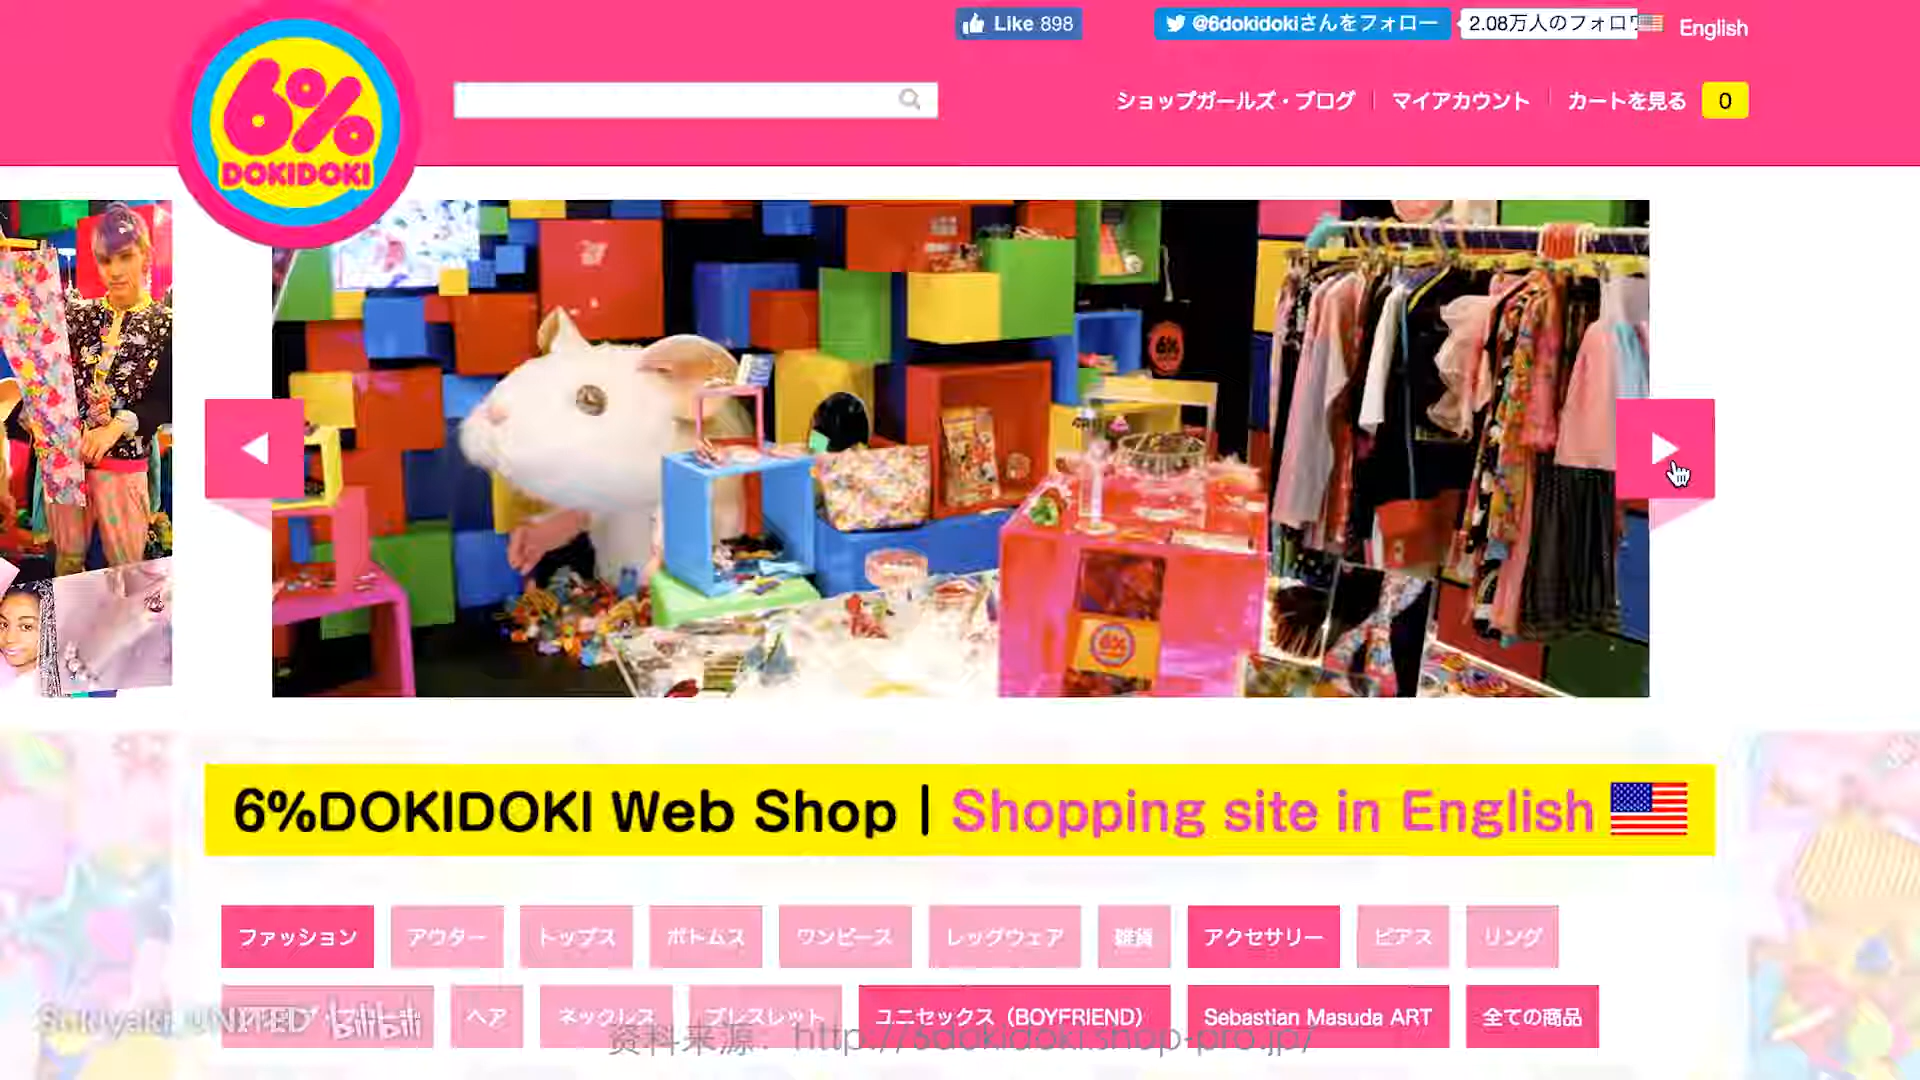 Like 898
@6dokidokiさんをフォロー
2.08万人のフォロワ
English
6%
DOKIDOKI
ショップガールズ・ブログ
マイアカウント
カートを見る
0
6%
6%
6%DOKIDOKI Web Shop | Shopping site in English
ファッション
アウター
トップス
ボトムス
ワンピース
レッグウェア
雑貨
アクセサリー
ピアス
リング
ヘア
ネックレス
ブレスレット
ユニセックス（BOYFRIEND）
Sebastian Masuda ART
全ての商品
Sukiyaki UNITED bilibili
资料来源：http://6dokidoki.shop-pro.jp/